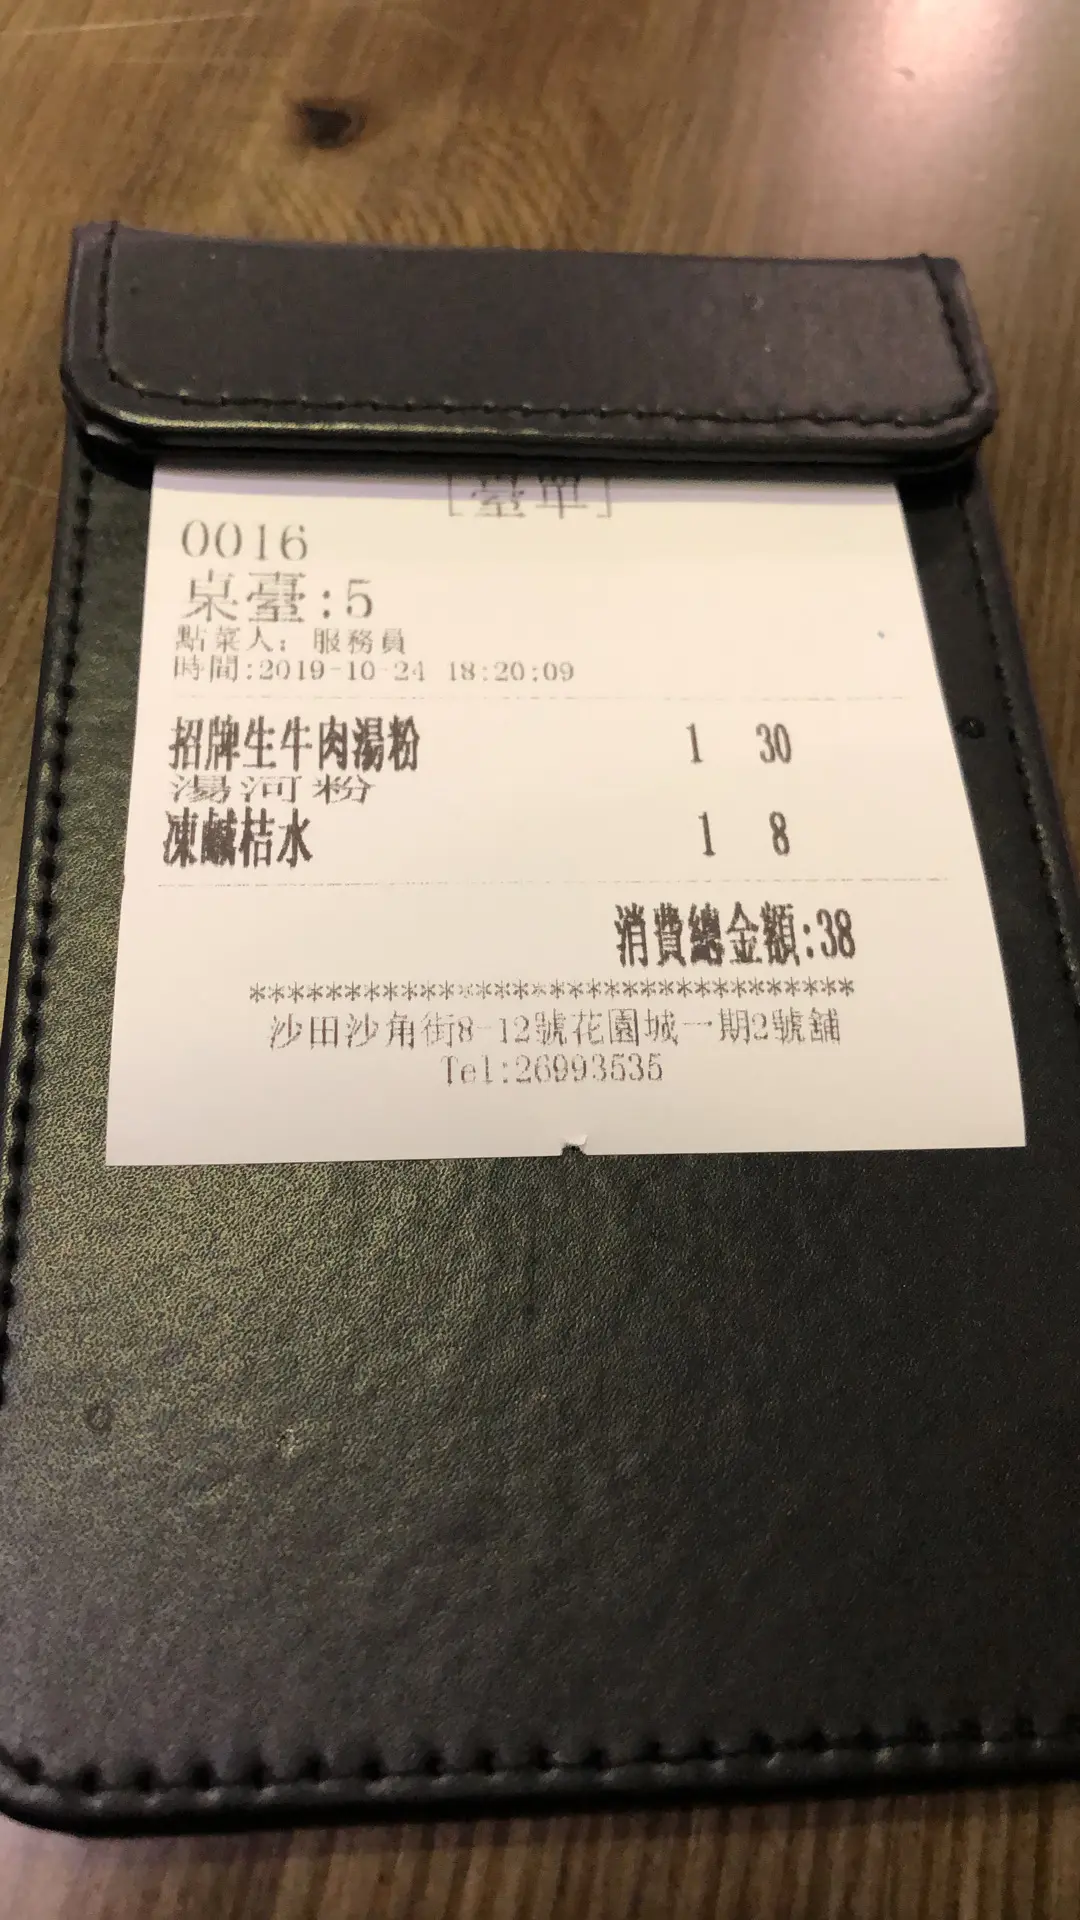 [臺單]
0016
桌臺:5
點菜人: 服務員
時間:2019-10-24 18:20:09
招牌生牛肉湯粉 1 30
湯河粉
凍鹹桔水 1 8
消費總金額:38
********************************
沙田沙角街8-12號花園城一期2號舖
Tel:26993535